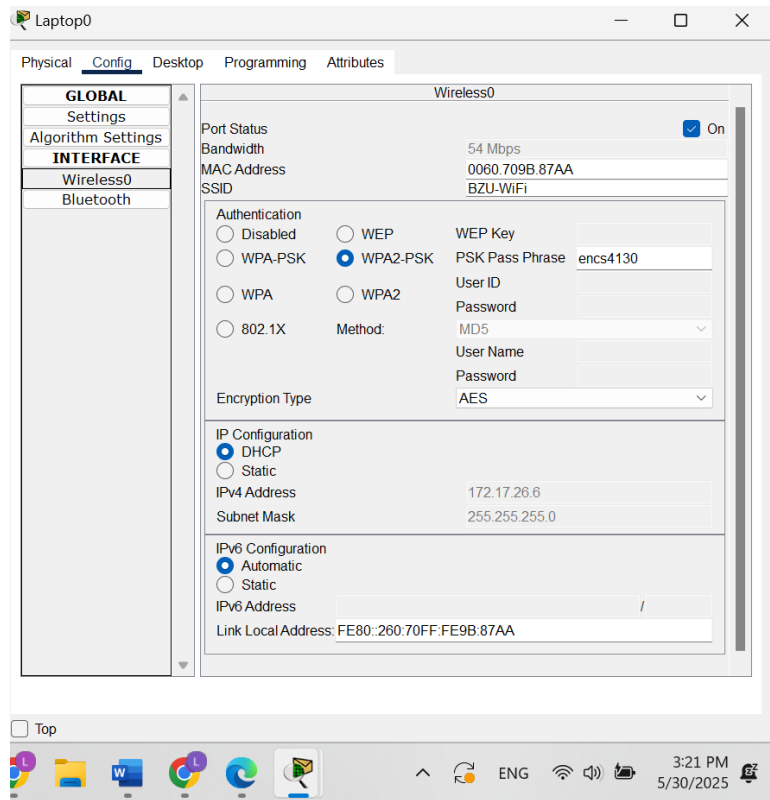 Laptop0
Physical Config Desktop Programming Attributes
GLOBAL
Settings
Algorithm Settings
INTERFACE
Wireless0
Bluetooth
Wireless0
Port Status On
Bandwidth 54 Mbps
MAC Address 0060.709B.87AA
SSID BZU-WiFi
Authentication
Disabled WEP WEP Key
WPA-PSK WPA2-PSK PSK Pass Phrase encs4130
User ID
WPA WPA2
Password
802.1X Method: MD5
User Name
Password
Encryption Type AES
IP Configuration
DHCP
Static
IPv4 Address 172.17.26.6
Subnet Mask 255.255.255.0
IPv6 Configuration
Automatic
Static
IPv6 Address /
Link Local Address: FE80::260:70FF:FE9B:87AA
Top
L W L ENG 3:21 PM
5/30/2025